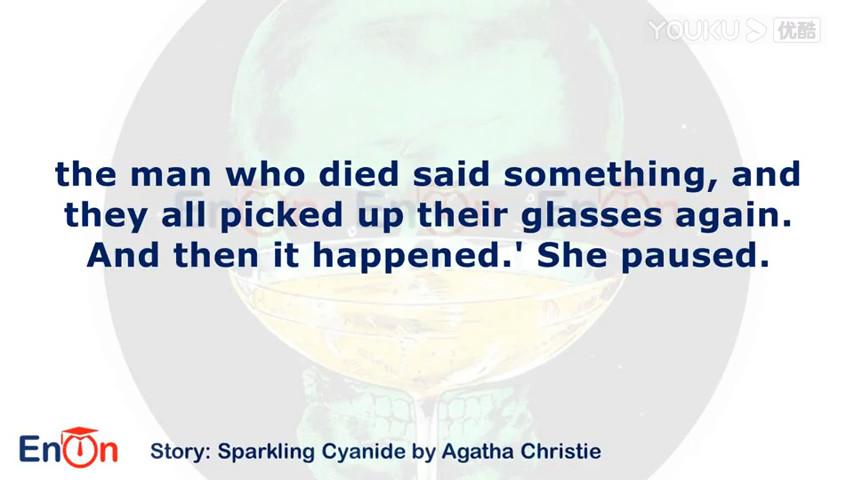 YOUKU 优酷
the man who died said something, and
they all picked up their glasses again.
And then it happened.' She paused.
EnOn
Story: Sparkling Cyanide by Agatha Christie